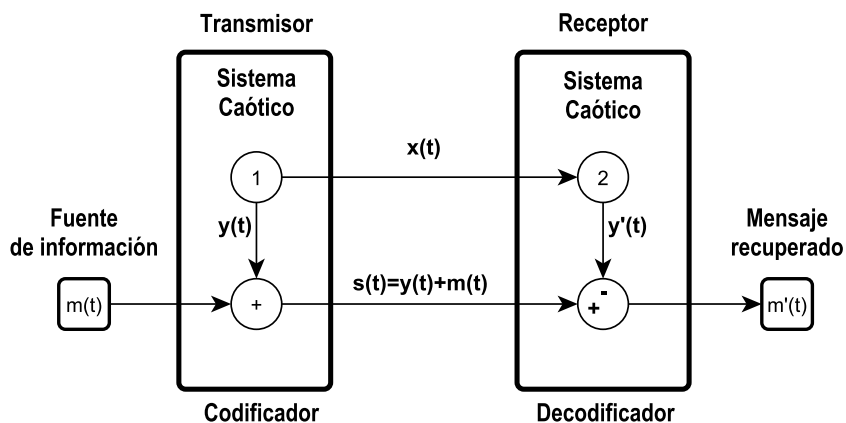 Transmisor
Receptor
Sistema
Caótico
Sistema
Caótico
x(t)
1
2
Fuente
de información
y(t)
y'(t)
Mensaje
recuperado
m(t)
+
s(t)=y(t)+m(t)
-
+
m'(t)
Codificador
Decodificador